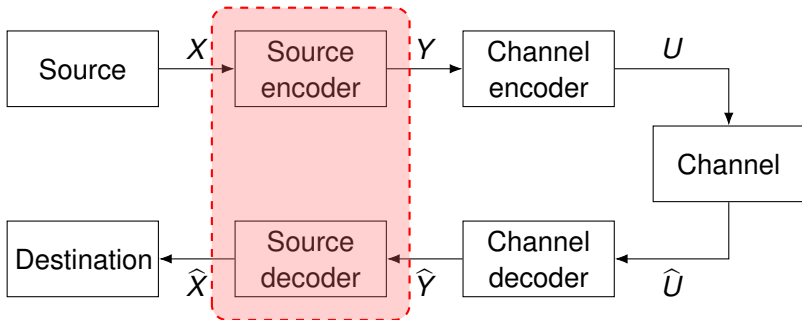 Source
X
Source
encoder
Y
Channel
encoder
U
Channel
Destination
X̂
Source
decoder
Ŷ
Channel
decoder
Û